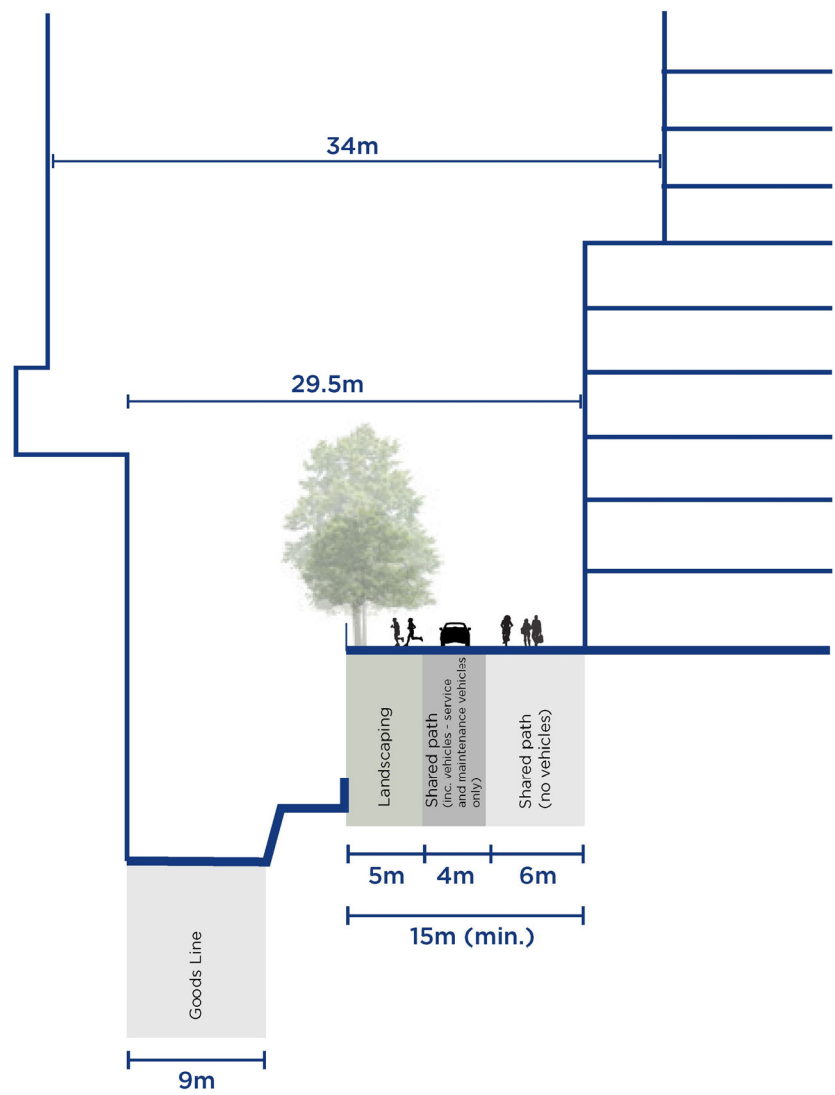 34m
29.5m
Landscaping
Shared path
(inc. vehicles - service
and maintenance vehicles
only)
Shared path
(no vehicles)
5m
4m
6m
15m (min.)
Goods Line
9m